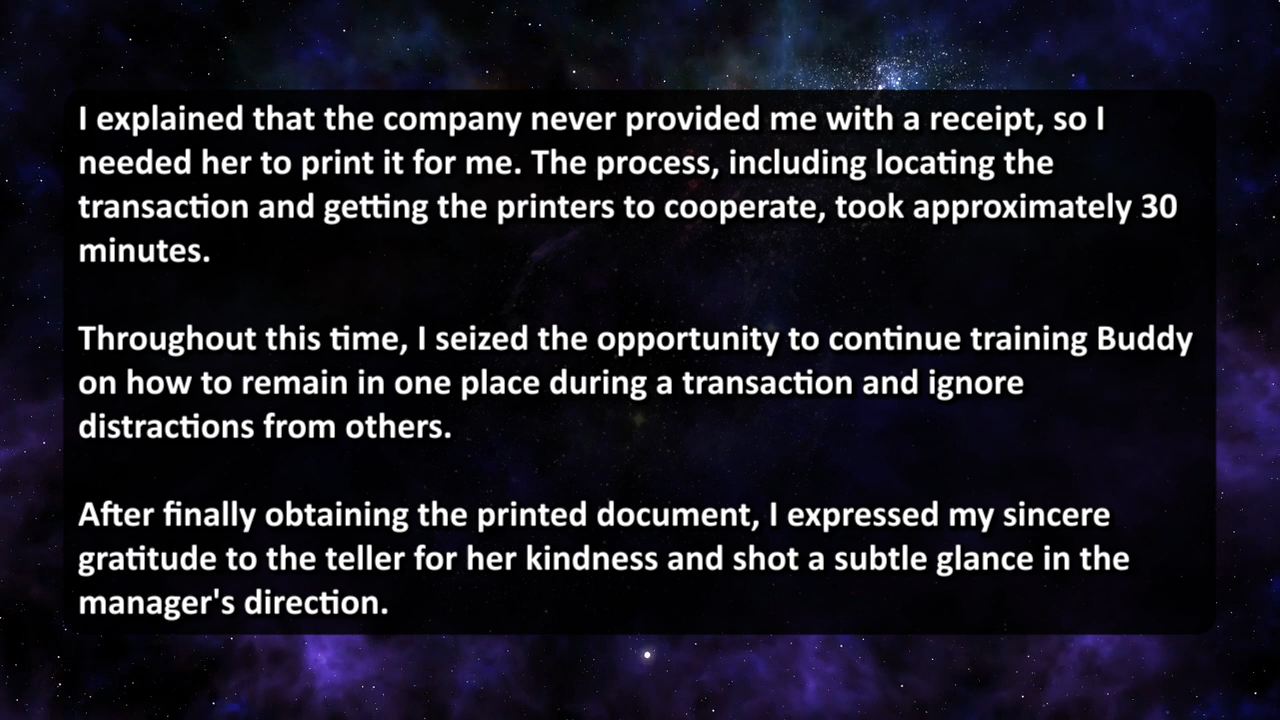 I explained that the company never provided me with a receipt, so I
needed her to print it for me. The process, including locating the
transaction and getting the printers to cooperate, took approximately 30
minutes.
Throughout this time, I seized the opportunity to continue training Buddy
on how to remain in one place during a transaction and ignore
distractions from others.
After finally obtaining the printed document, I expressed my sincere
gratitude to the teller for her kindness and shot a subtle glance in the
manager's direction.